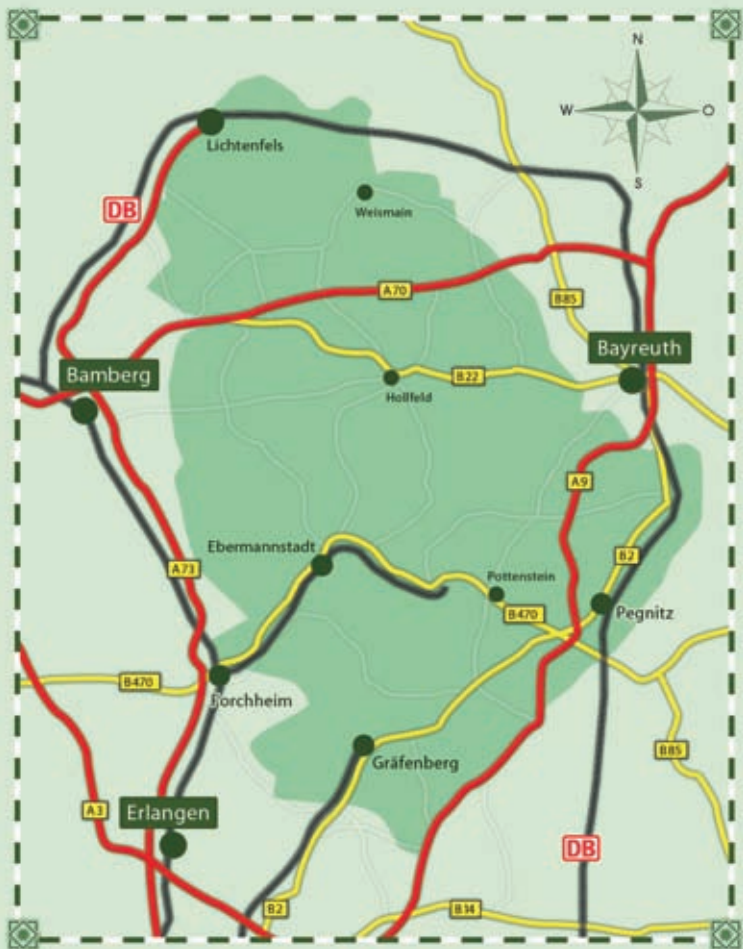 N
W
O
S
Lichtenfels
DB
Weismain
A70
B85
Bayreuth
Bamberg
B22
Hollfeld
A9
Ebermannstadt
B2
A73
Pottenstein
B470
Pegnitz
B470
Forchheim
Gräfenberg
B85
A3
Erlangen
DB
B2
B14